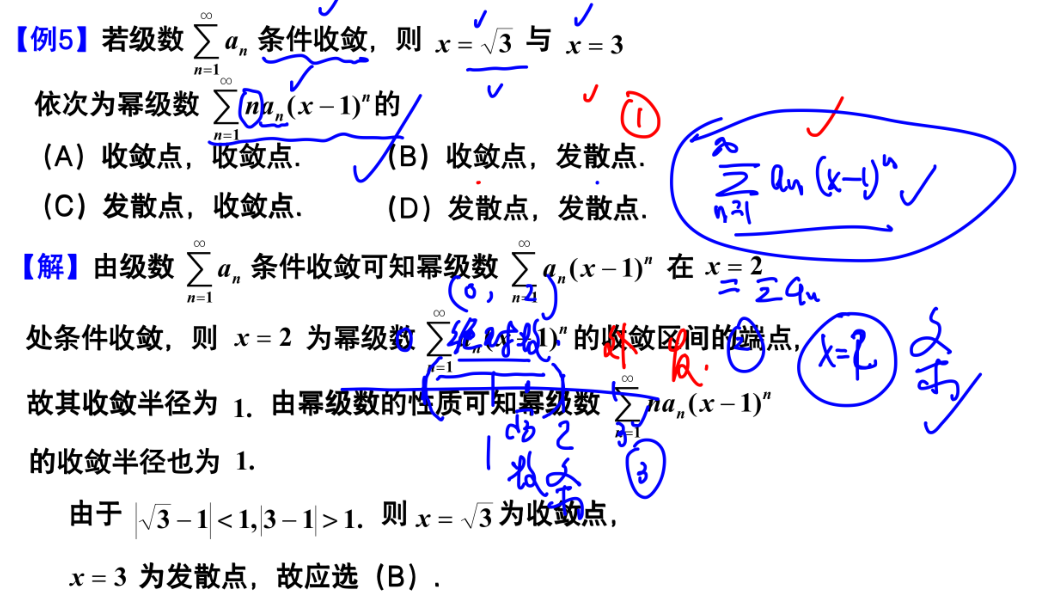 【例5】若级数 $\sum_{n=1}^{\infty} a_n$ 条件收敛，则 $x=\sqrt{3}$ 与 $x=3$
依次为幂级数 $\sum_{n=1}^{\infty} na_n(x-1)^n$ 的
①
(A) 收敛点，收敛点. (B) 收敛点，发散点.
$\sum_{n=1}^{\infty} a_n(x-1)^n$
(C) 发散点，收敛点. (D) 发散点，发散点.
【解】由级数 $\sum_{n=1}^{\infty} a_n$ 条件收敛可知幂级数 $\sum_{n=1}^{\infty} a_n(x-1)^n$ 在 $x=2$
(0, 2) = $\sum a_n$
处条件收敛，则 $x=2$ 为幂级数 $\sum_{n=1}^{\infty} a_n(x-1)^n$ 的收敛区间的端点，
故其收敛半径为 1. 由幂级数的性质可知幂级数 $\sum_{n=1}^{\infty} na_n(x-1)^n$
③
的收敛半径也为 1.
由于 $|\sqrt{3}-1|<1, |3-1|>1.$ 则 $x=\sqrt{3}$ 为收敛点，
$x=3$ 为发散点，故应选（B）.